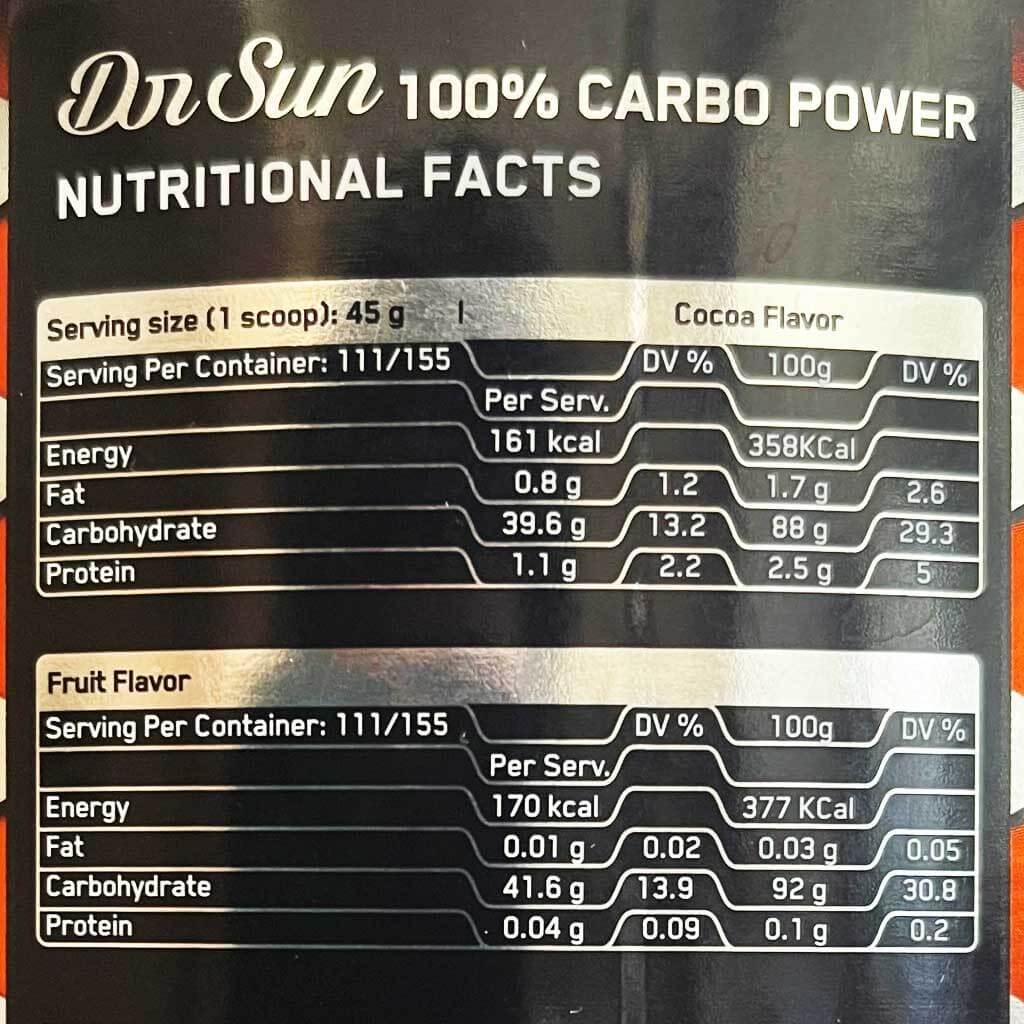 Dr Sun 100% CARBO POWER
NUTRITIONAL FACTS
Serving size (1 scoop): 45 g | Cocoa Flavor
Serving Per Container: 111/155 DV % 100g DV %
Per Serv.
Energy 161 kcal 358KCal
Fat 0.8 g 1.2 1.7 g 2.6
Carbohydrate 39.6 g 13.2 88 g 29.3
Protein 1.1 g 2.2 2.5 g 5
Fruit Flavor
Serving Per Container: 111/155 DV % 100g DV %
Per Serv.
Energy 170 kcal 377 KCal
Fat 0.01 g 0.02 0.03 g 0.05
Carbohydrate 41.6 g 13.9 92 g 30.8
Protein 0.04 g 0.09 0.1 g 0.2